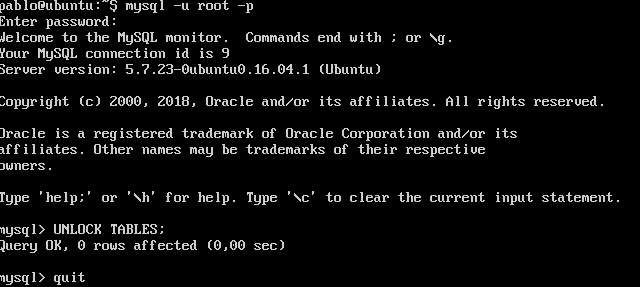 pablo@ubuntu:~$ mysql -u root -p
Enter password:
Welcome to the MySQL monitor.  Commands end with ; or \g.
Your MySQL connection id is 9
Server version: 5.7.23-0ubuntu0.16.04.1 (Ubuntu)
Copyright (c) 2000, 2018, Oracle and/or its affiliates. All rights reserved.
Oracle is a registered trademark of Oracle Corporation and/or its
affiliates. Other names may be trademarks of their respective
owners.
Type 'help;' or '\h' for help. Type '\c' to clear the current input statement.
mysql> UNLOCK TABLES;
Query OK, 0 rows affected (0,00 sec)
mysql> quit